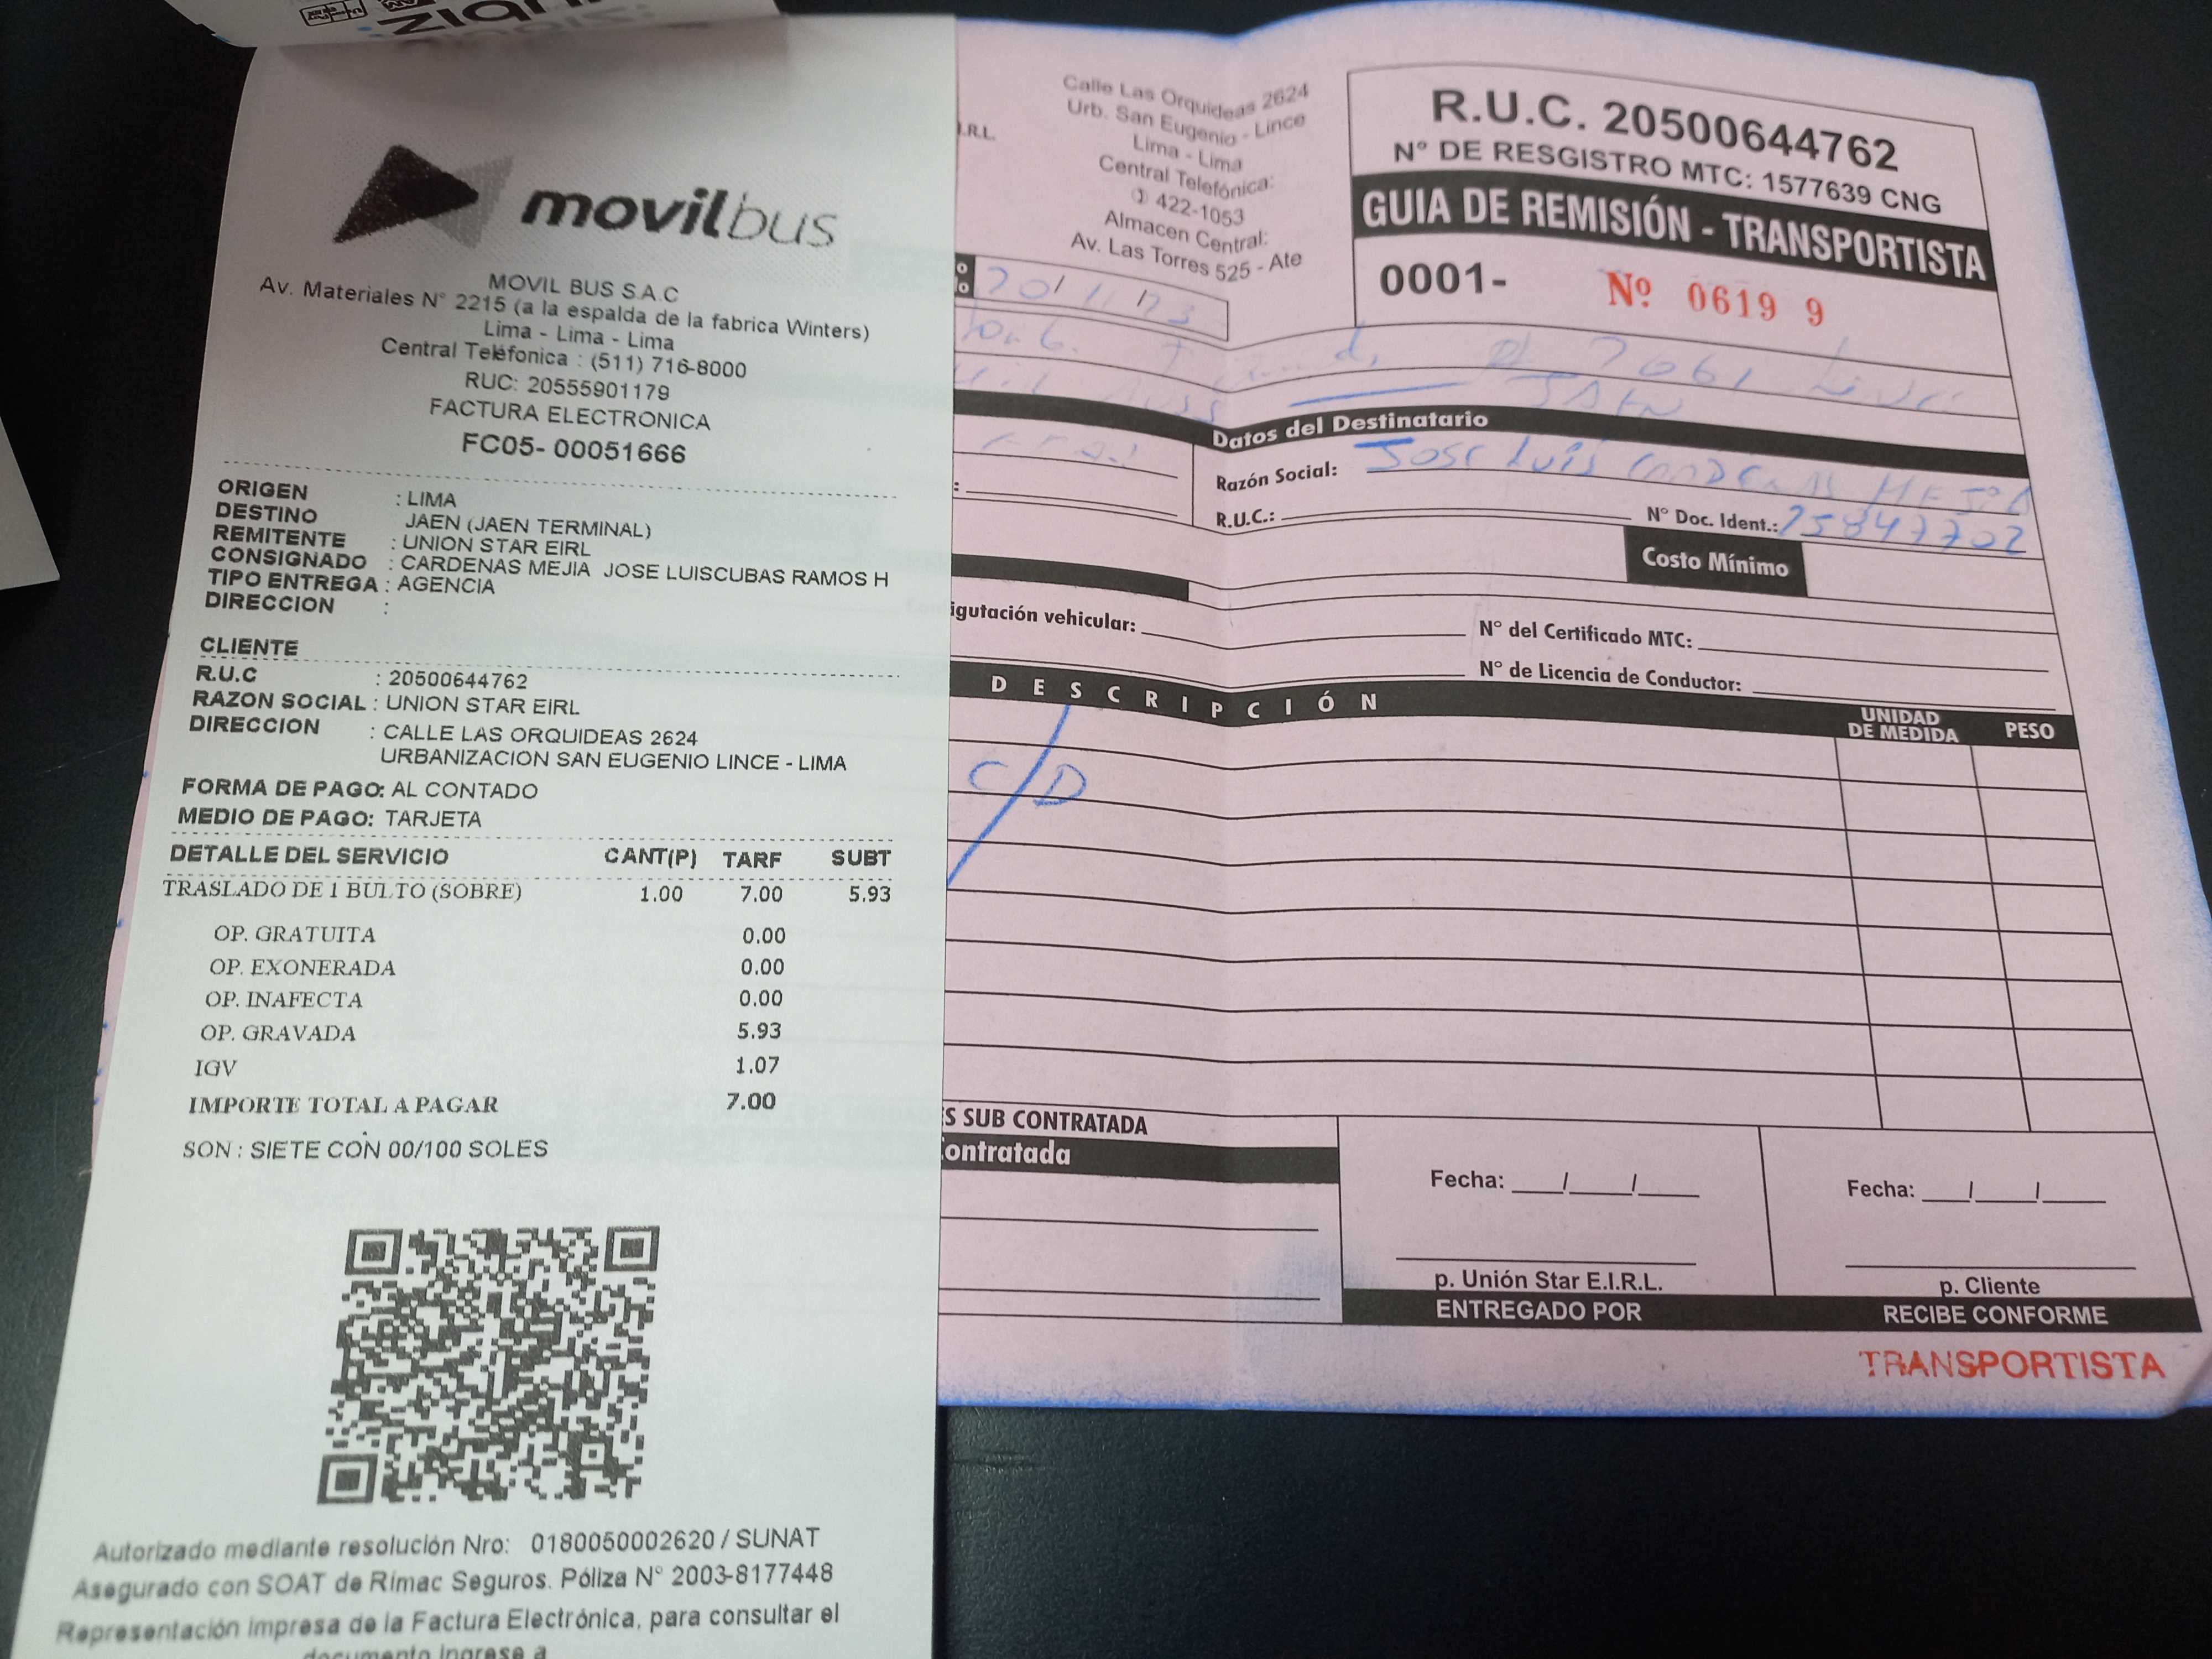 movilbus
MOVIL BUS S.A.C
Av. Materiales N° 2215 (a la espalda de la fabrica Winters)
Lima - Lima - Lima
Central Teléfonica : (511) 716-8000
RUC: 20555901179
FACTURA ELECTRONICA
FC05- 00051666
ORIGEN : LIMA
DESTINO JAEN (JAEN TERMINAL)
REMITENTE : UNION STAR EIRL
CONSIGNADO : CARDENAS MEJIA JOSE LUISCUBAS RAMOS H
TIPO ENTREGA : AGENCIA
DIRECCION :
CLIENTE
R.U.C : 20500644762
RAZON SOCIAL : UNION STAR EIRL
DIRECCION : CALLE LAS ORQUIDEAS 2624
URBANIZACION SAN EUGENIO LINCE - LIMA
FORMA DE PAGO: AL CONTADO
MEDIO DE PAGO: TARJETA
DETALLE DEL SERVICIO CANT(P) TARF SUBT
TRASLADO DE 1 BULTO (SOBRE) 1.00 7.00 5.93
OP. GRATUITA 0.00
OP. EXONERADA 0.00
OP. INAFECTA 0.00
OP. GRAVADA 5.93
IGV 1.07
IMPORTE TOTAL A PAGAR 7.00
SON : SIETE CON 00/100 SOLES
Autorizado mediante resolución Nro: 0180050002620 / SUNAT
Asegurado con SOAT de Rimac Seguros. Póliza N° 2003-8177448
Representación impresa de la Factura Electrónica, para consultar el
documento ingrese a
I.R.L.
Calle Las Orquideas 2624
Urb. San Eugenio - Lince
Lima - Lima
Central Telefónica:
422-1053
Almacen Central:
Av. Las Torres 525 - Ate
R.U.C. 20500644762
N° DE RESGISTRO MTC: 1577639 CNG
GUIA DE REMISIÓN - TRANSPORTISTA
0001- Nº 0619 9
JAEN
Datos del Destinatario
Razón Social: Jose Luis
R.U.C.: N° Doc. Ident.: 75847702
Costo Mínimo
igutación vehicular: N° del Certificado MTC:
N° de Licencia de Conductor:
DESCRIPCIÓN UNIDAD DE MEDIDA PESO
C/D
S SUB CONTRATADA
ontratada
Fecha: / / Fecha: / /
p. Unión Star E.I.R.L. p. Cliente
ENTREGADO POR RECIBE CONFORME
TRANSPORTISTA